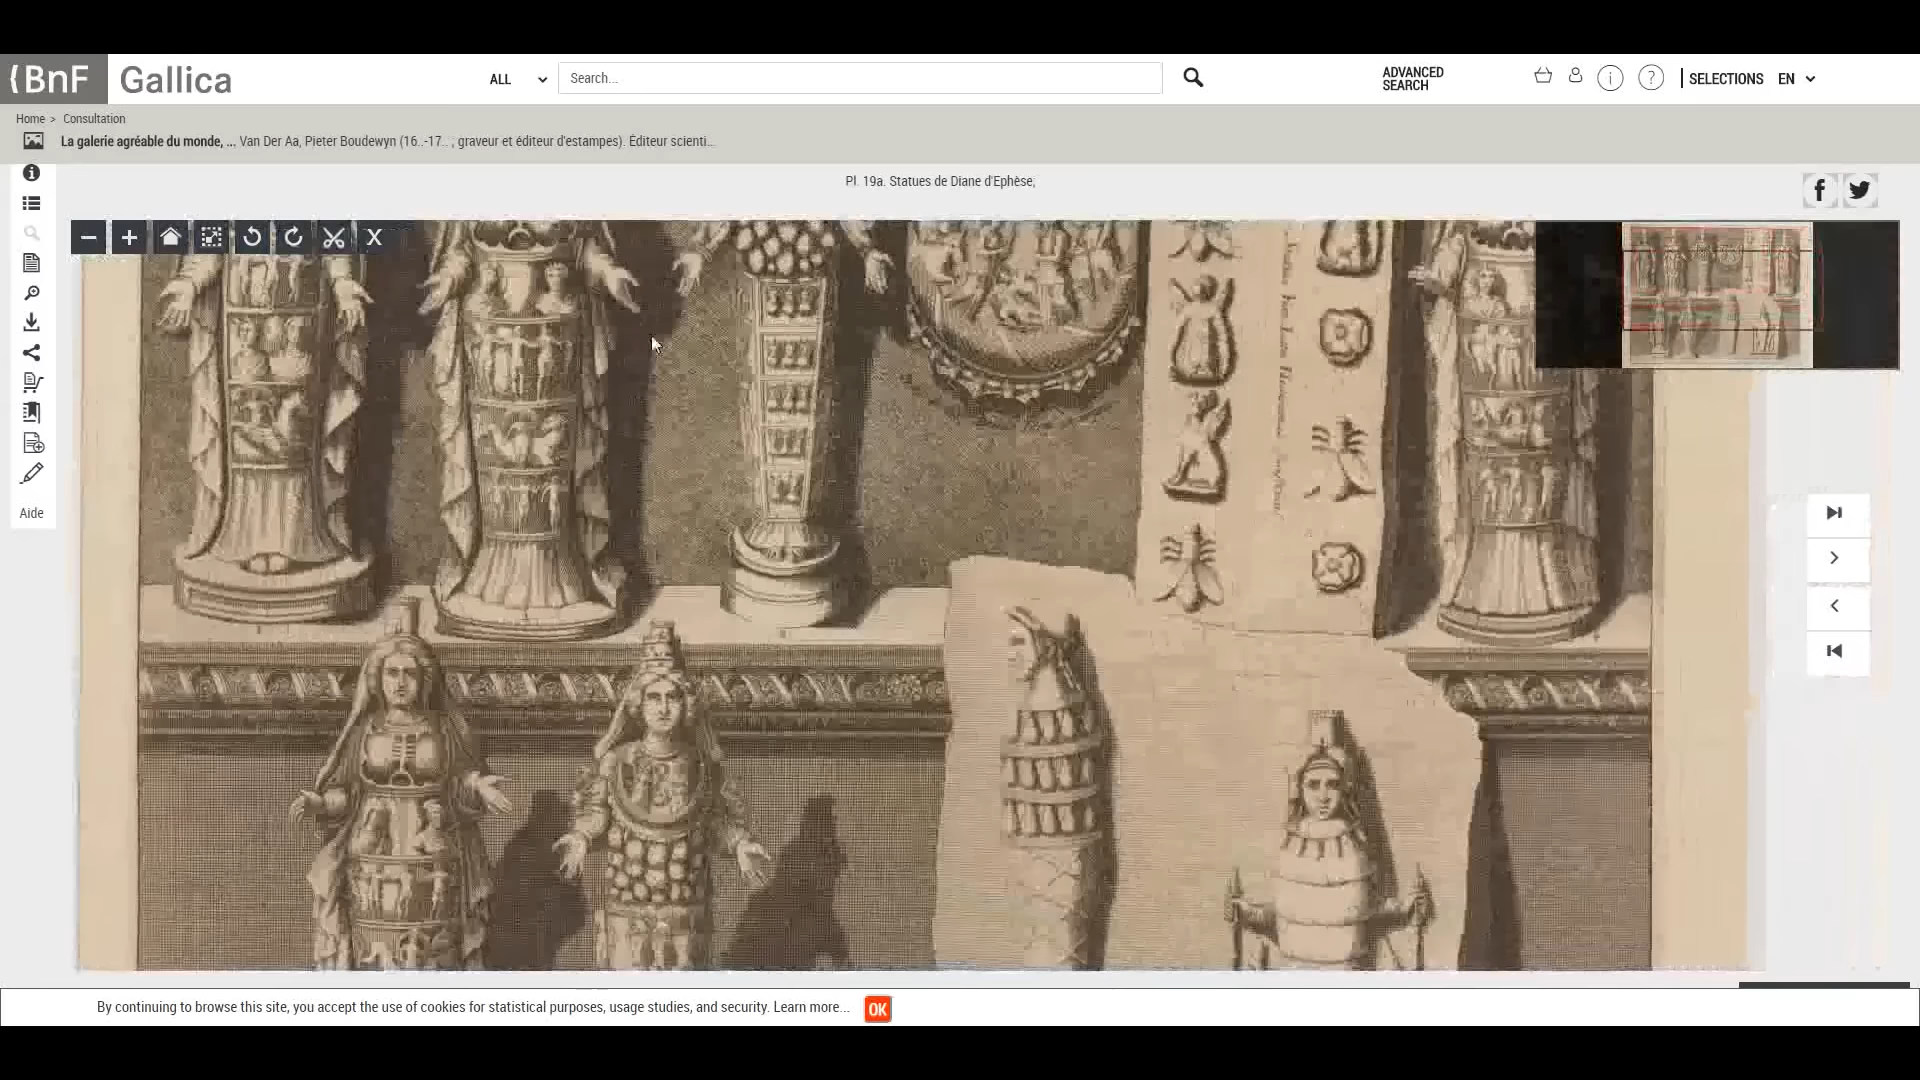 BnF Gallica
ALL
Search...
ADVANCED
SEARCH
SELECTIONS
EN
Home > Consultation
La galerie agréable du monde, ... Van Der Aa, Pieter Boudewyn (16..-17.. ; graveur et éditeur d'estampes). Éditeur scienti...
Pl. 19a. Statues de Diane d'Ephèse;
X
Aide
By continuing to browse this site, you accept the use of cookies for statistical purposes, usage studies, and security. Learn more...
OK